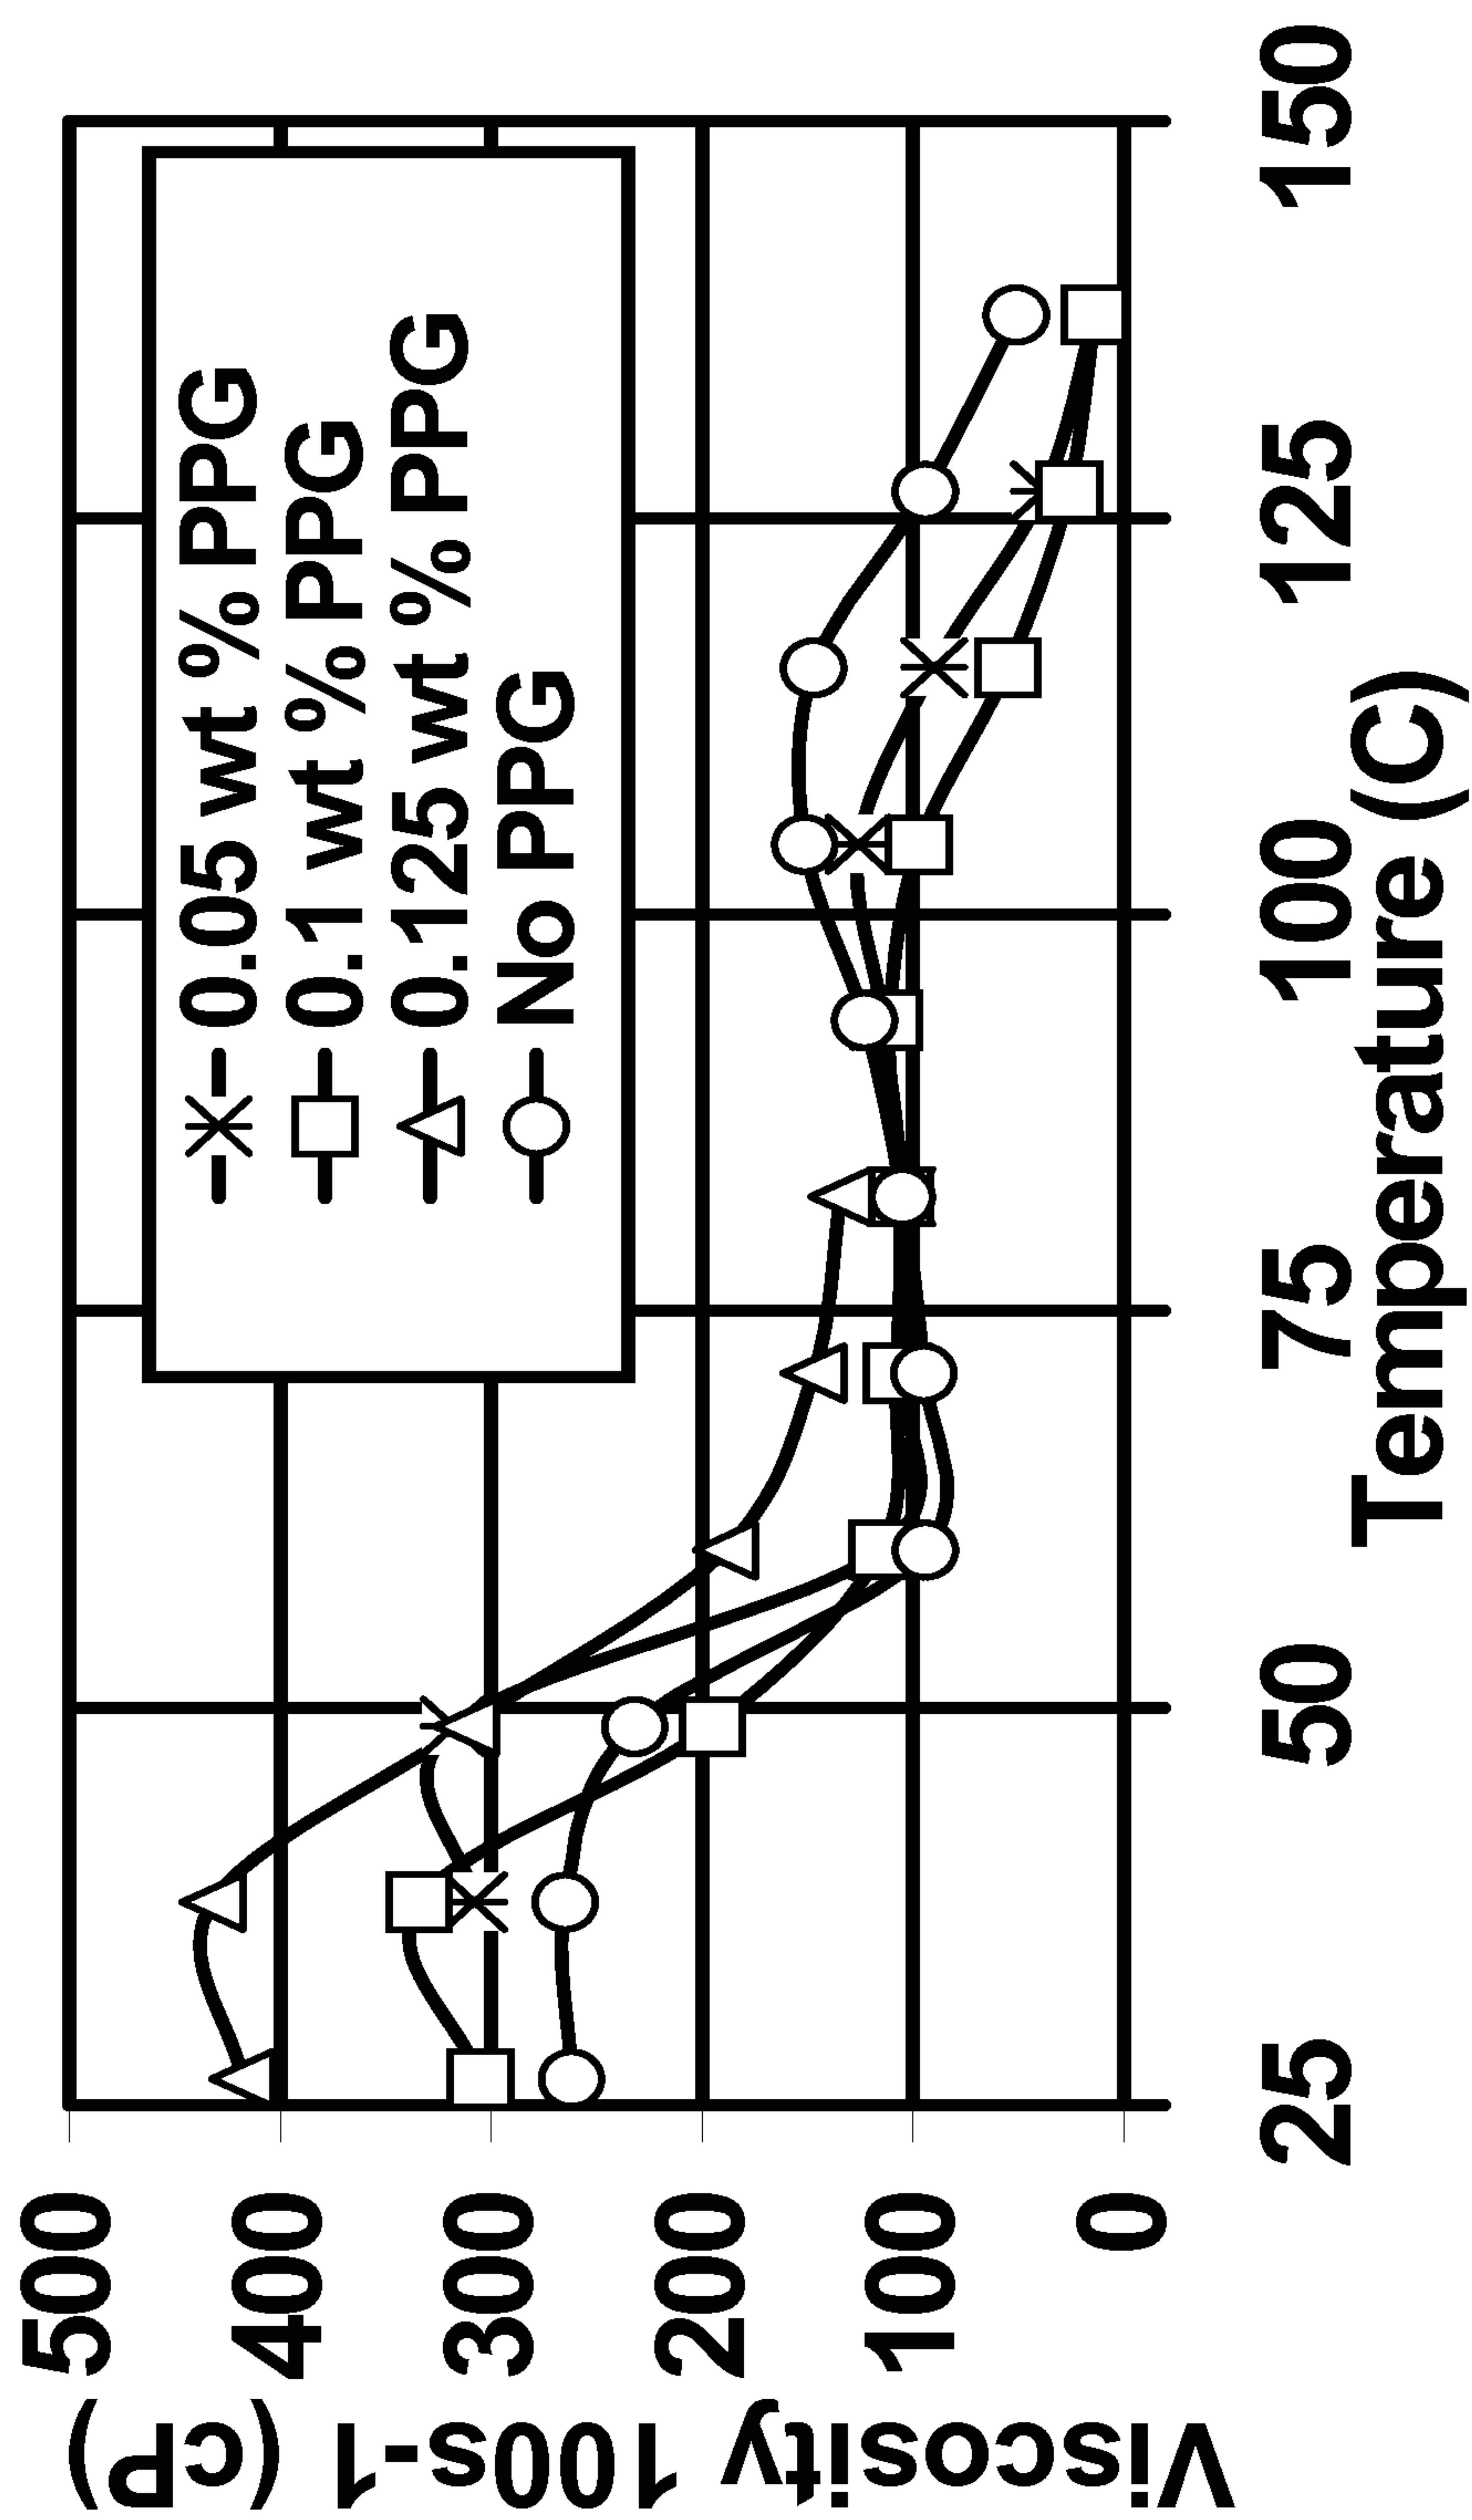 viscosity 100s-1 (cP)
500
400
300
200
100
0
0.05 wt % PPG
0.1 wt % PPG
0.125 wt % PPG
No PPG
25 50 75 100 125 150
Temperature (C)